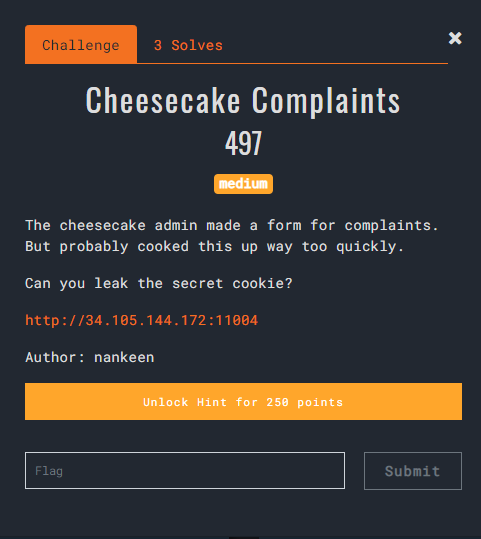 Challenge 3 Solves ×
Cheesecake Complaints
497
medium
The cheesecake admin made a form for complaints.
But probably cooked this up way too quickly.
Can you leak the secret cookie?
http://34.105.144.172:11004
Author: nankeen
Unlock Hint for 250 points
Flag Submit